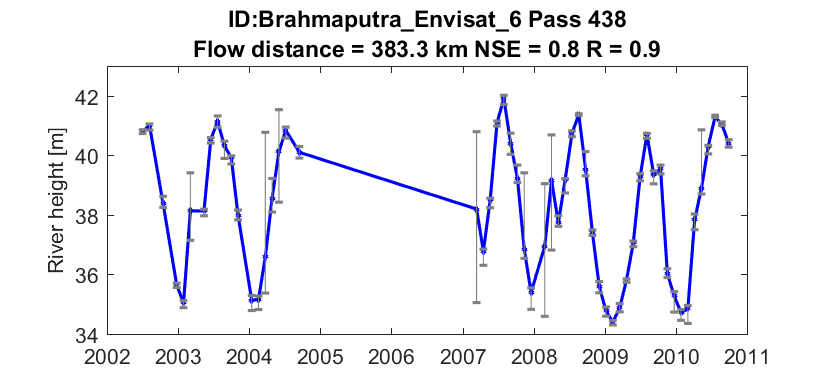 ID:Brahmaputra_Envisat_6 Pass 438
Flow distance = 383.3 km NSE = 0.8 R = 0.9
River height [m]
42
40
38
36
34
2002 2003 2004 2005 2006 2007 2008 2009 2010 2011